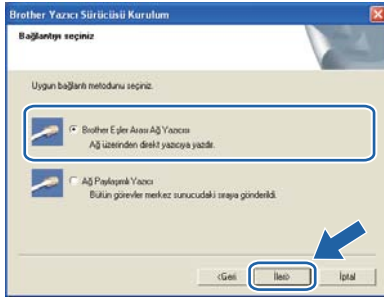 Brother Yazıcı Sürücüsü Kurulum
Bağlantıyı seçiniz
Uygun bağlantı metodunu seçiniz.
Brother Eşler Arası Ağ Yazıcısı
Ağ üzerinden direkt yazıcıya yazdır.
Ağ Paylaşımlı Yazıcı
Bütün görevler merkez sunucudaki sıraya gönderildi.
<Geri
İleri>
İptal